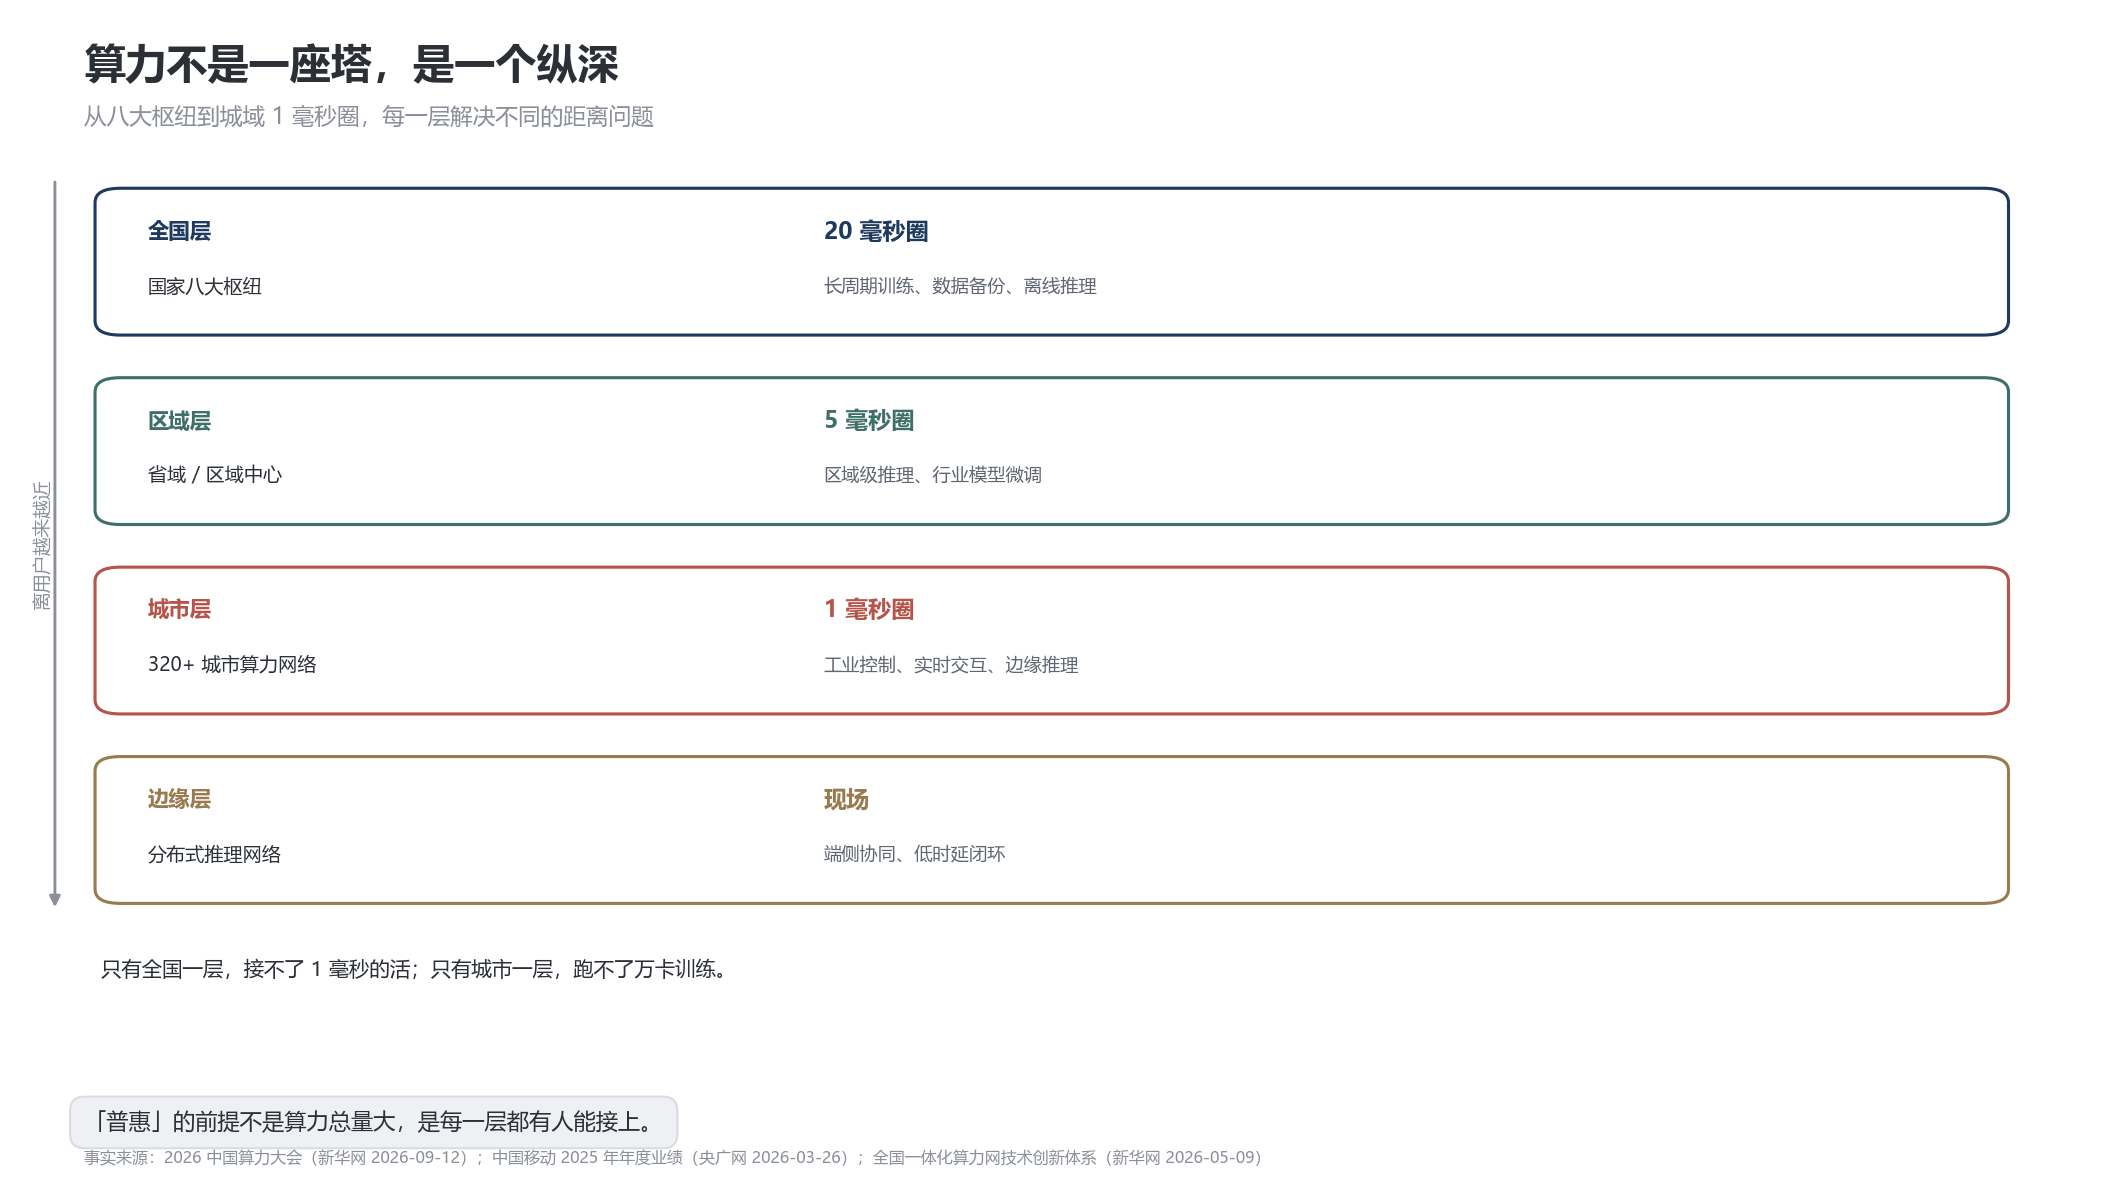 算力不是一座塔，是一个纵深
从八大枢纽到城域 1 毫秒圈，每一层解决不同的距离问题
离用户越来越近
全国层
20 毫秒圈
国家八大枢纽
长周期训练、数据备份、离线推理
区域层
5 毫秒圈
省域 / 区域中心
区域级推理、行业模型微调
城市层
1 毫秒圈
320+ 城市算力网络
工业控制、实时交互、边缘推理
边缘层
现场
分布式推理网络
端侧协同、低时延闭环
只有全国一层，接不了 1 毫秒的活；只有城市一层，跑不了万卡训练。
「普惠」的前提不是算力总量大，是每一层都有人能接上。
事实来源：2026 中国算力大会（新华网 2026-09-12）；中国移动 2025 年年度业绩（央广网 2026-03-26）；全国一体化算力网技术创新体系（新华网 2026-05-09）